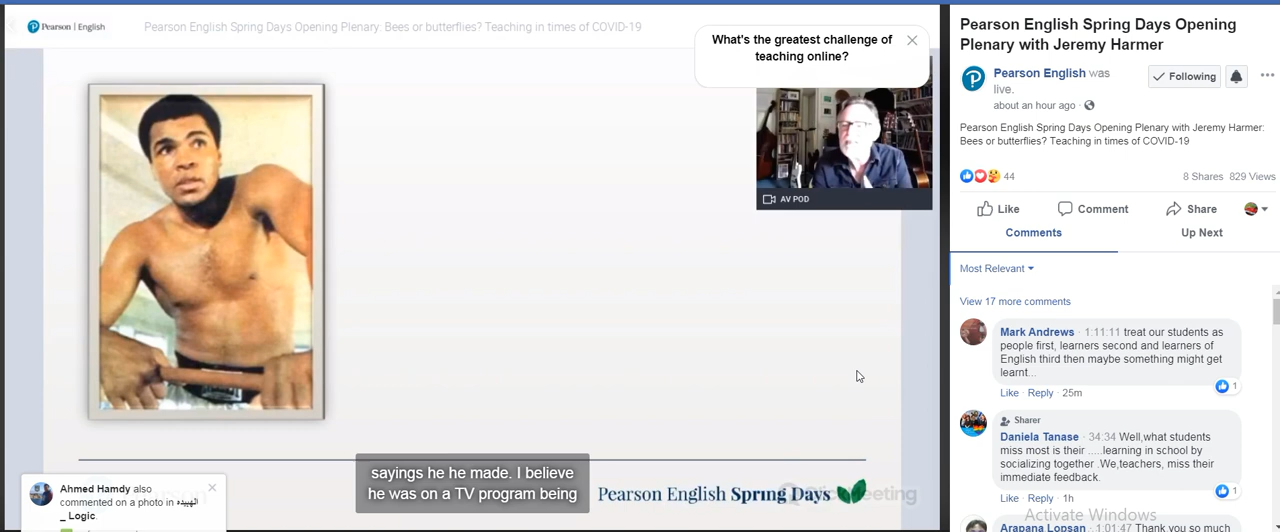 Pearson | English
Pearson English Spring Days Opening Plenary: Bees or butterflies? Teaching in times of COVID-19
What's the greatest challenge of
teaching online?
AV POD
sayings he he made. I believe
he was on a TV program being
Pearson English Spring Days
Meeting
Ahmed Hamdy also
commented on a photo in
_ Logic.
Pearson English Spring Days Opening
Plenary with Jeremy Harmer
Pearson English was
live.
about an hour ago ·
Following
Pearson English Spring Days Opening Plenary with Jeremy Harmer:
Bees or butterflies? Teaching in times of COVID-19
44
8 Shares 829 Views
Like Comment Share
Comments Up Next
Most Relevant
View 17 more comments
Mark Andrews · 1:11:11 treat our students as
people first, learners second and learners of
English third then maybe something might get
learnt...
1
Like · Reply · 25m
Sharer
Daniela Tanase · 34:34 Well,what students
miss most is their .....learning in school by
socializing together .We,teachers, miss their
immediate feedback.
1
Like · Reply · 1h
Activate Windows
Arapana Lopsan · 1:01:47 Thank you so much